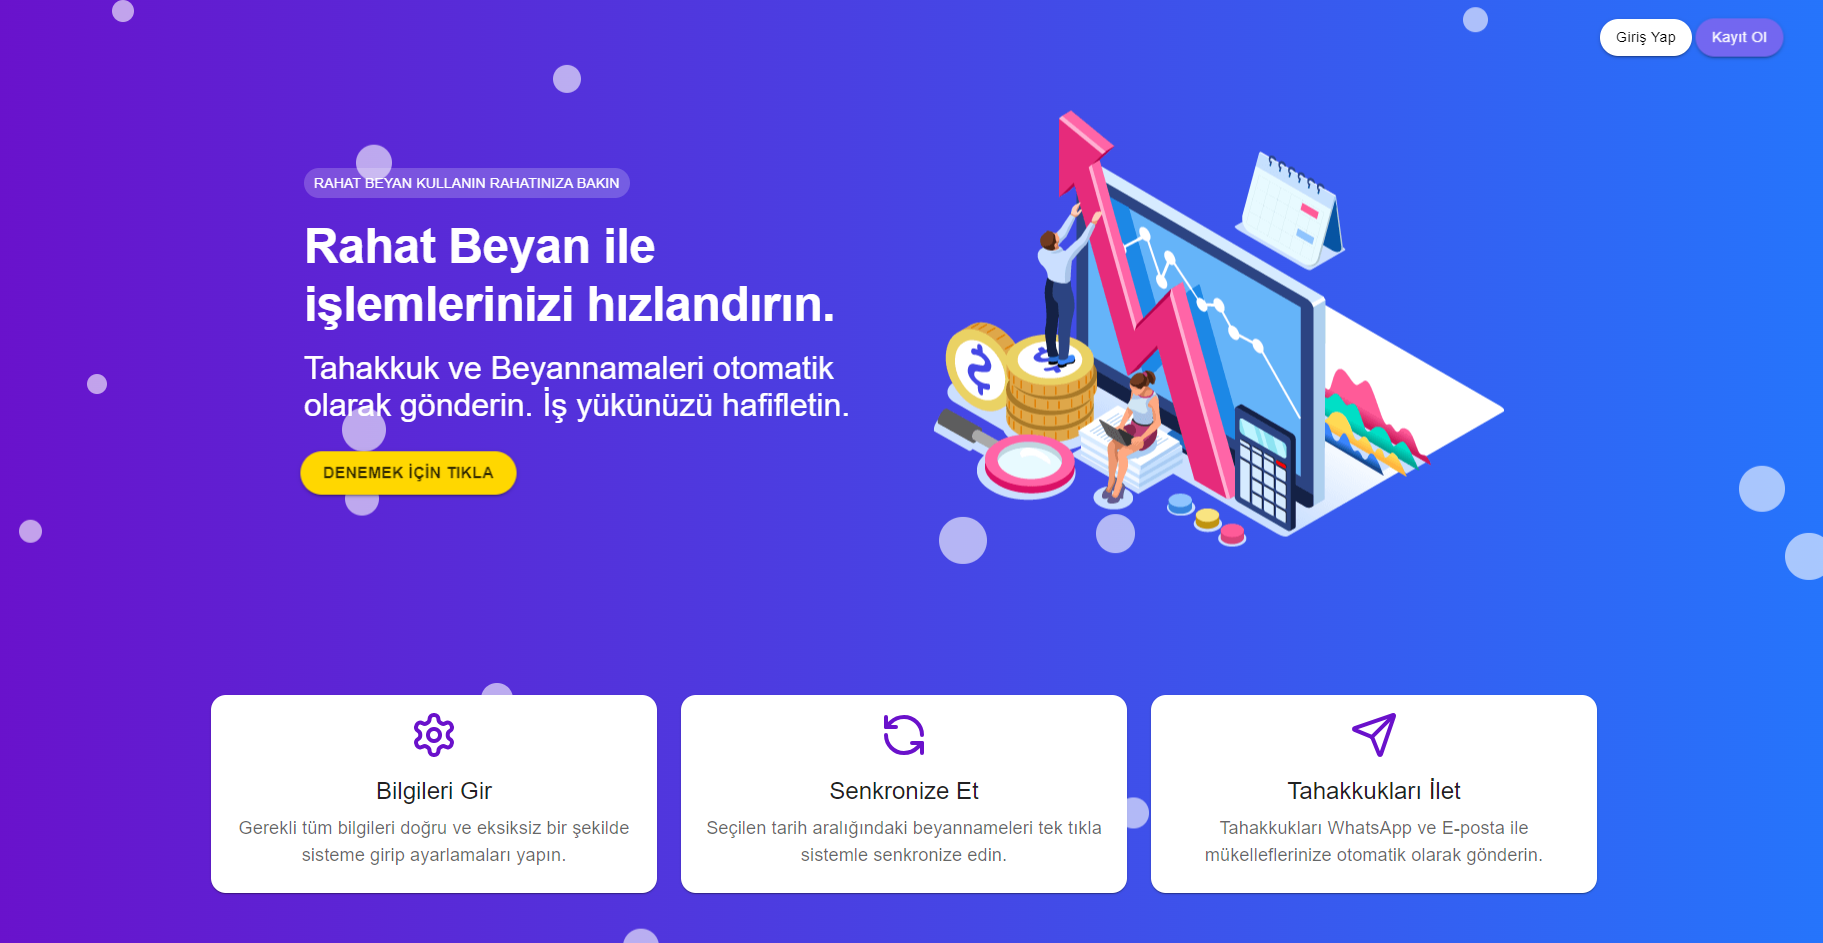 Giriş Yap
Kayıt Ol
RAHAT BEYAN KULLANIN RAHATINIZA BAKIN
Rahat Beyan ile
işlemlerinizi hızlandırın.
Tahakkuk ve Beyannamaleri otomatik
olarak gönderin. İş yükünüzü hafifletin.
DENEMEK İÇİN TIKLA
Bilgileri Gir
Gerekli tüm bilgileri doğru ve eksiksiz bir şekilde
sisteme girip ayarlamaları yapın.
Senkronize Et
Seçilen tarih aralığındaki beyannameleri tek tıkla
sistemle senkronize edin.
Tahakkukları İlet
Tahakkukları WhatsApp ve E-posta ile
mükelleflerinize otomatik olarak gönderin.